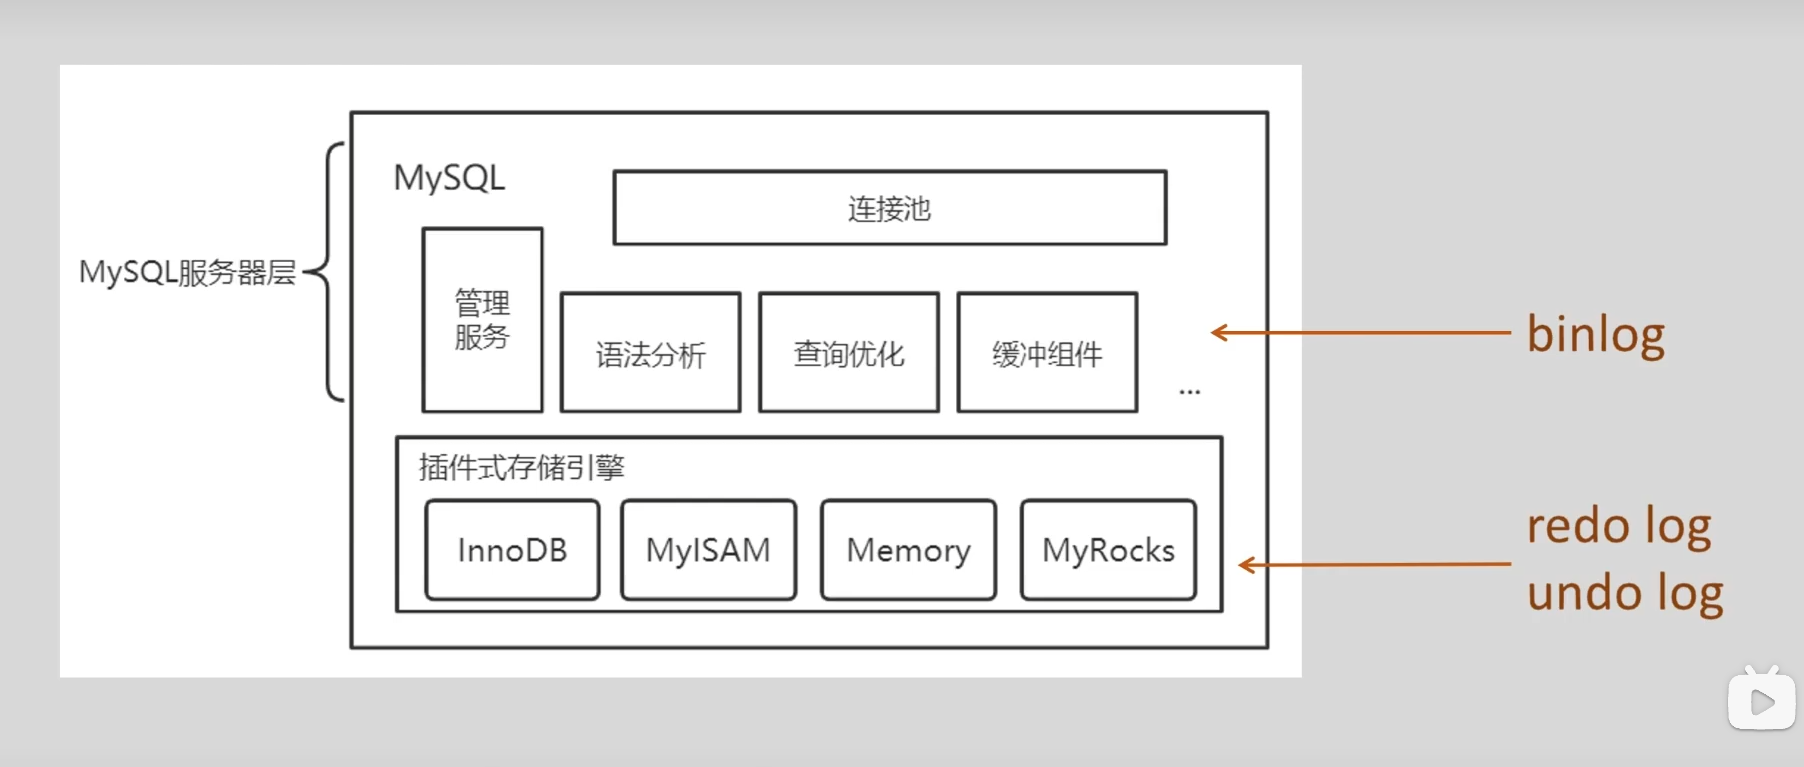 MySQL
连接池
MySQL服务器层
管理
服务
语法分析
查询优化
缓冲组件
...
binlog
插件式存储引擎
InnoDB
MyISAM
Memory
MyRocks
redo log
undo log